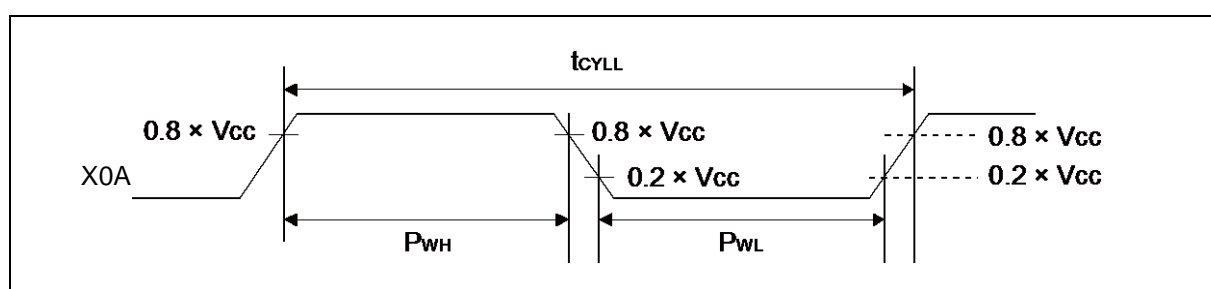 tCYLL
0.8 × Vcc
0.8 × Vcc
0.8 × Vcc
X0A
0.2 × Vcc
0.2 × Vcc
PWH
PWL